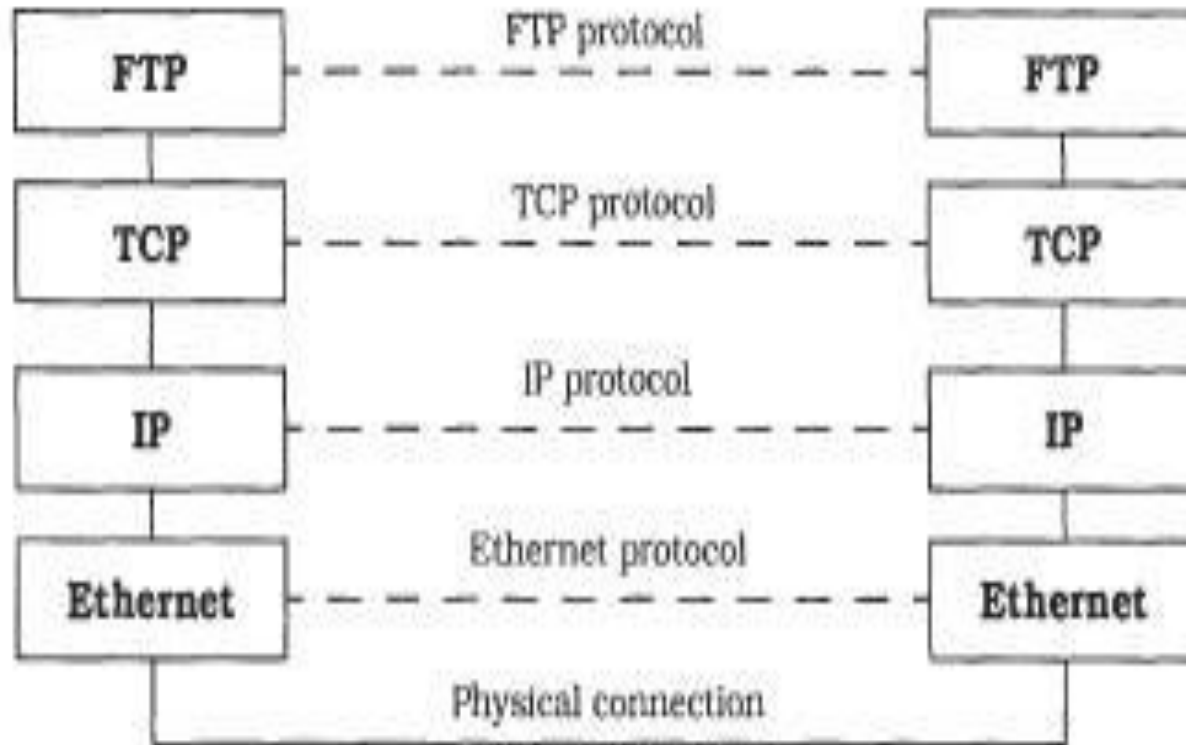 FTP protocol
FTP
FTP
TCP protocol
TCP
TCP
IP protocol
IP
IP
Ethernet protocol
Ethernet
Ethernet
Physical connection